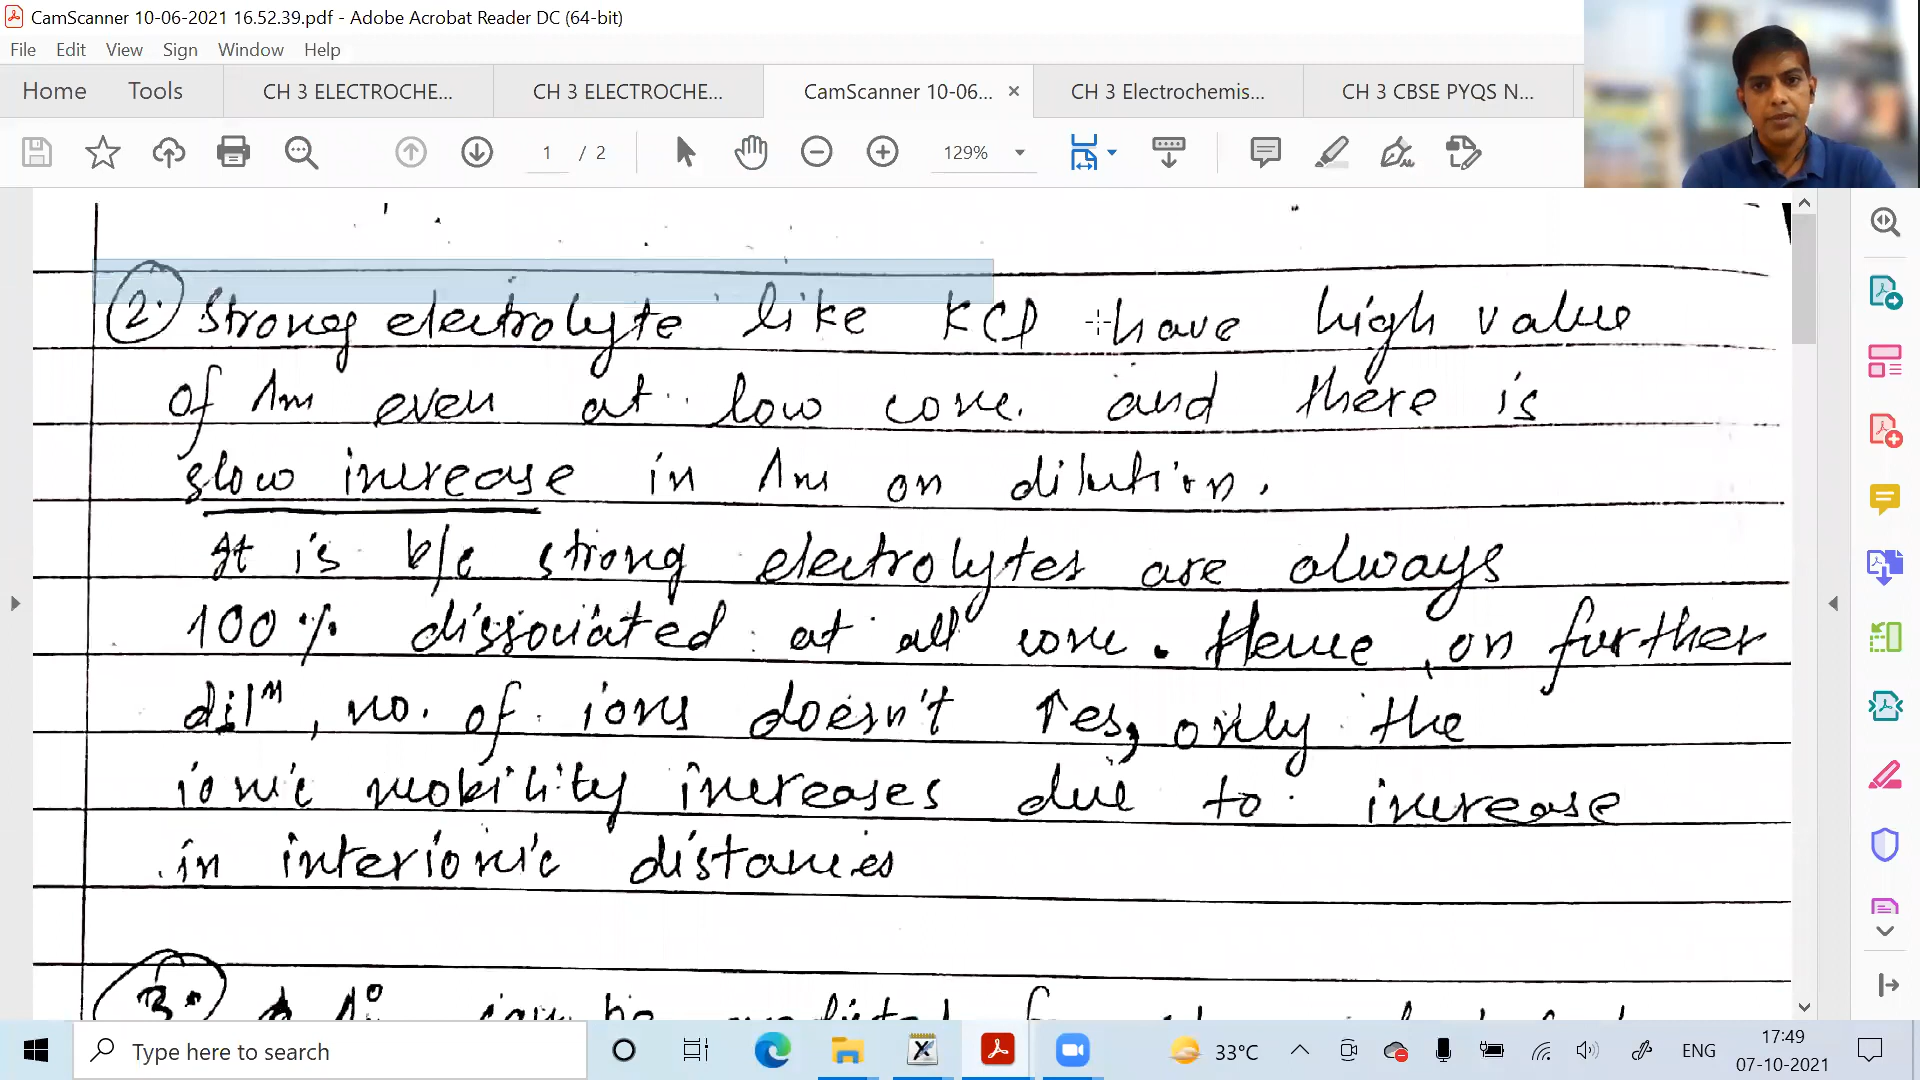 CamScanner 10-06-2021 16.52.39.pdf - Adobe Acrobat Reader DC (64-bit)
File Edit View Sign Window Help
Home Tools CH 3 ELECTROCHE... CH 3 ELECTROCHE... CamScanner 10-06... × CH 3 Electrochemis... CH 3 CBSE PYQS N...
1 / 2 129%
2. Strong electrolyte like KCl have high value
of Λm even at low conc. and there is
slow increase in Λm on dilution.
It is b/c strong electrolytes are always
100% dissociated at all conc. Hence, on further
dilⁿ, no. of ions doesn't ↑es, only the
ionic mobility increases due to increase
in interionic distances
3. Λ°
Type here to search
33°C ENG 17:49
07-10-2021